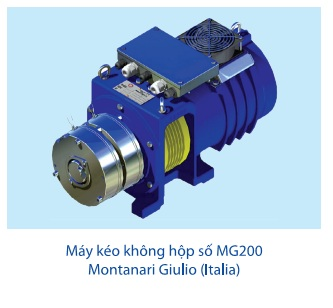 Máy kéo không hộp số MG200
Montanari Giulio (Italia)